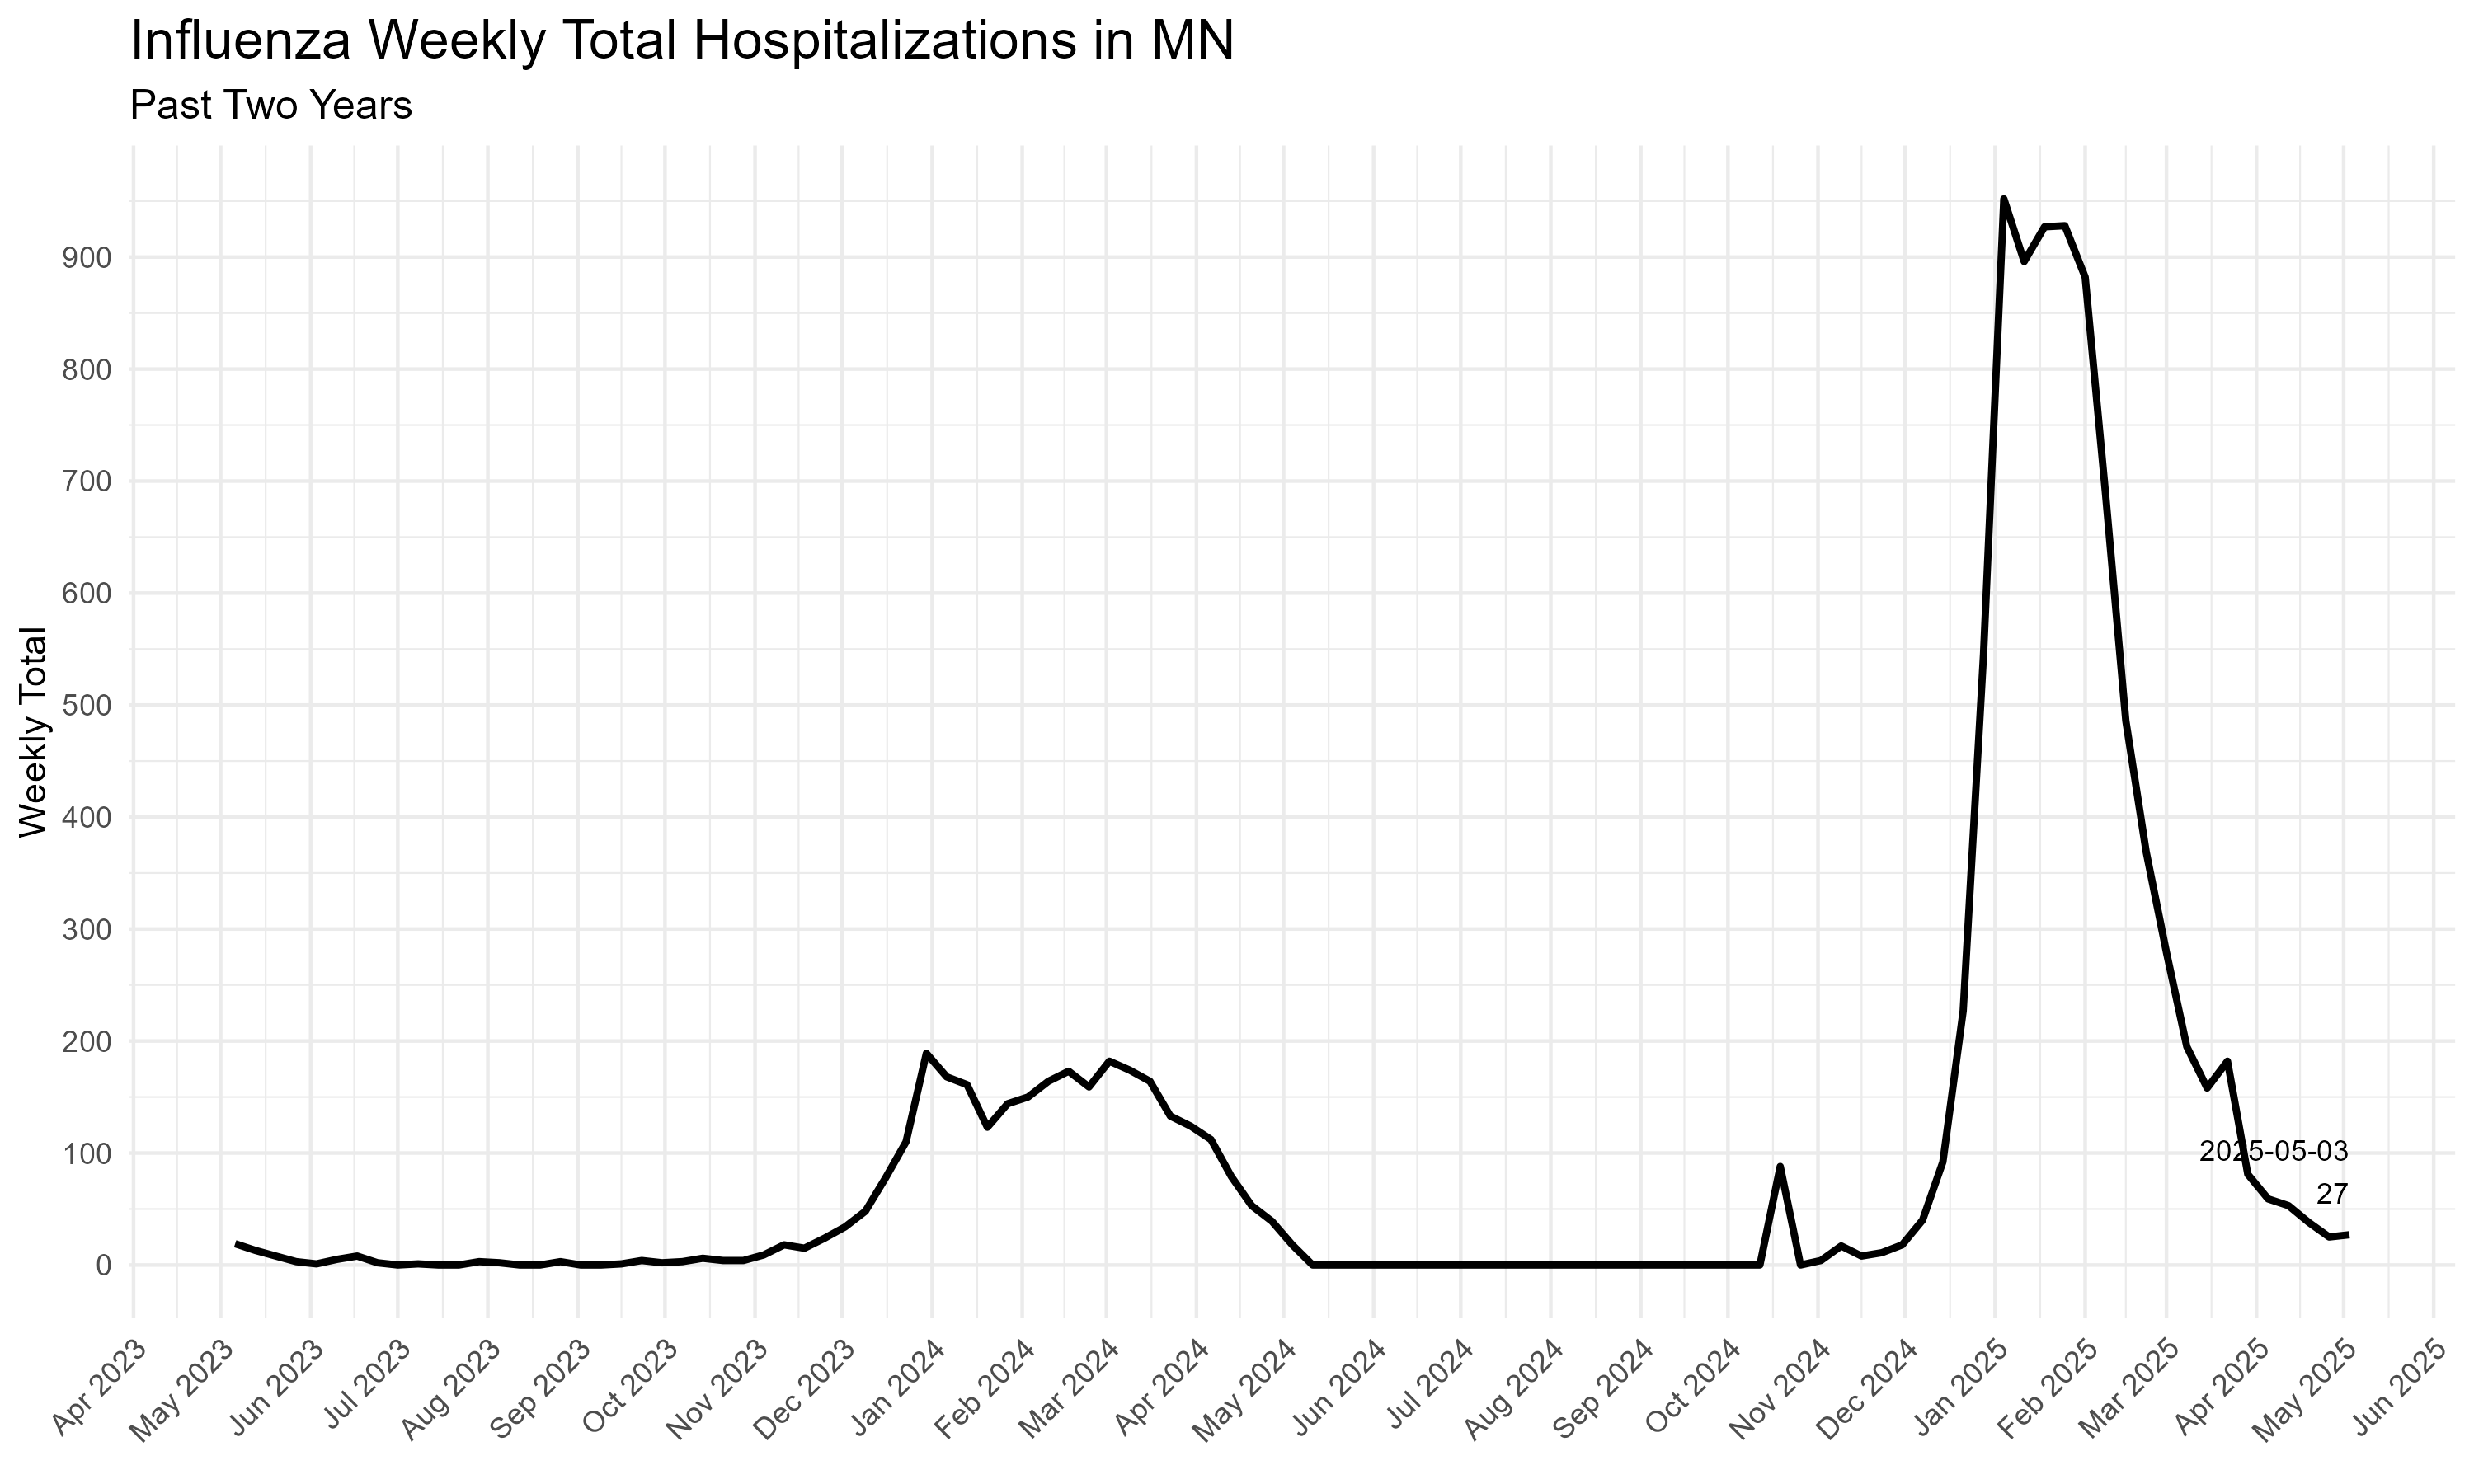 Influenza Weekly Total Hospitalizations in MN
Past Two Years
Weekly Total
900
800
700
600
500
400
300
200
100
0
2025-05-03
27
Apr 2023
May 2023
Jun 2023
Jul 2023
Aug 2023
Sep 2023
Oct 2023
Nov 2023
Dec 2023
Jan 2024
Feb 2024
Mar 2024
Apr 2024
May 2024
Jun 2024
Jul 2024
Aug 2024
Sep 2024
Oct 2024
Nov 2024
Dec 2024
Jan 2025
Feb 2025
Mar 2025
Apr 2025
May 2025
Jun 2025